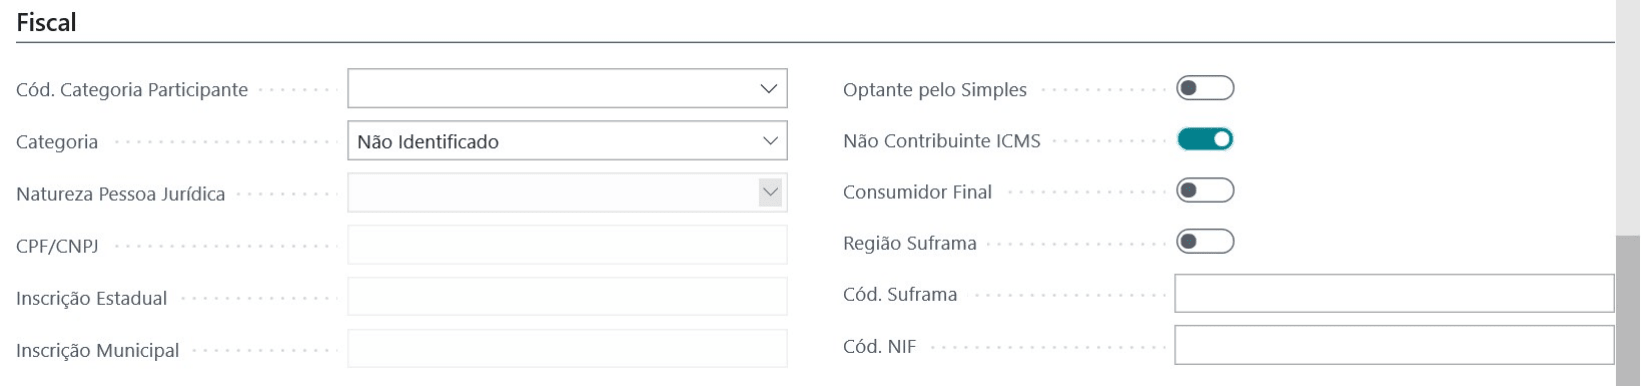 Fiscal
Cód. Categoria Participante
Categoria
Não Identificado
Natureza Pessoa Jurídica
CPF/CNPJ
Inscrição Estadual
Inscrição Municipal
Optante pelo Simples
Não Contribuinte ICMS
Consumidor Final
Região Suframa
Cód. Suframa
Cód. NIF